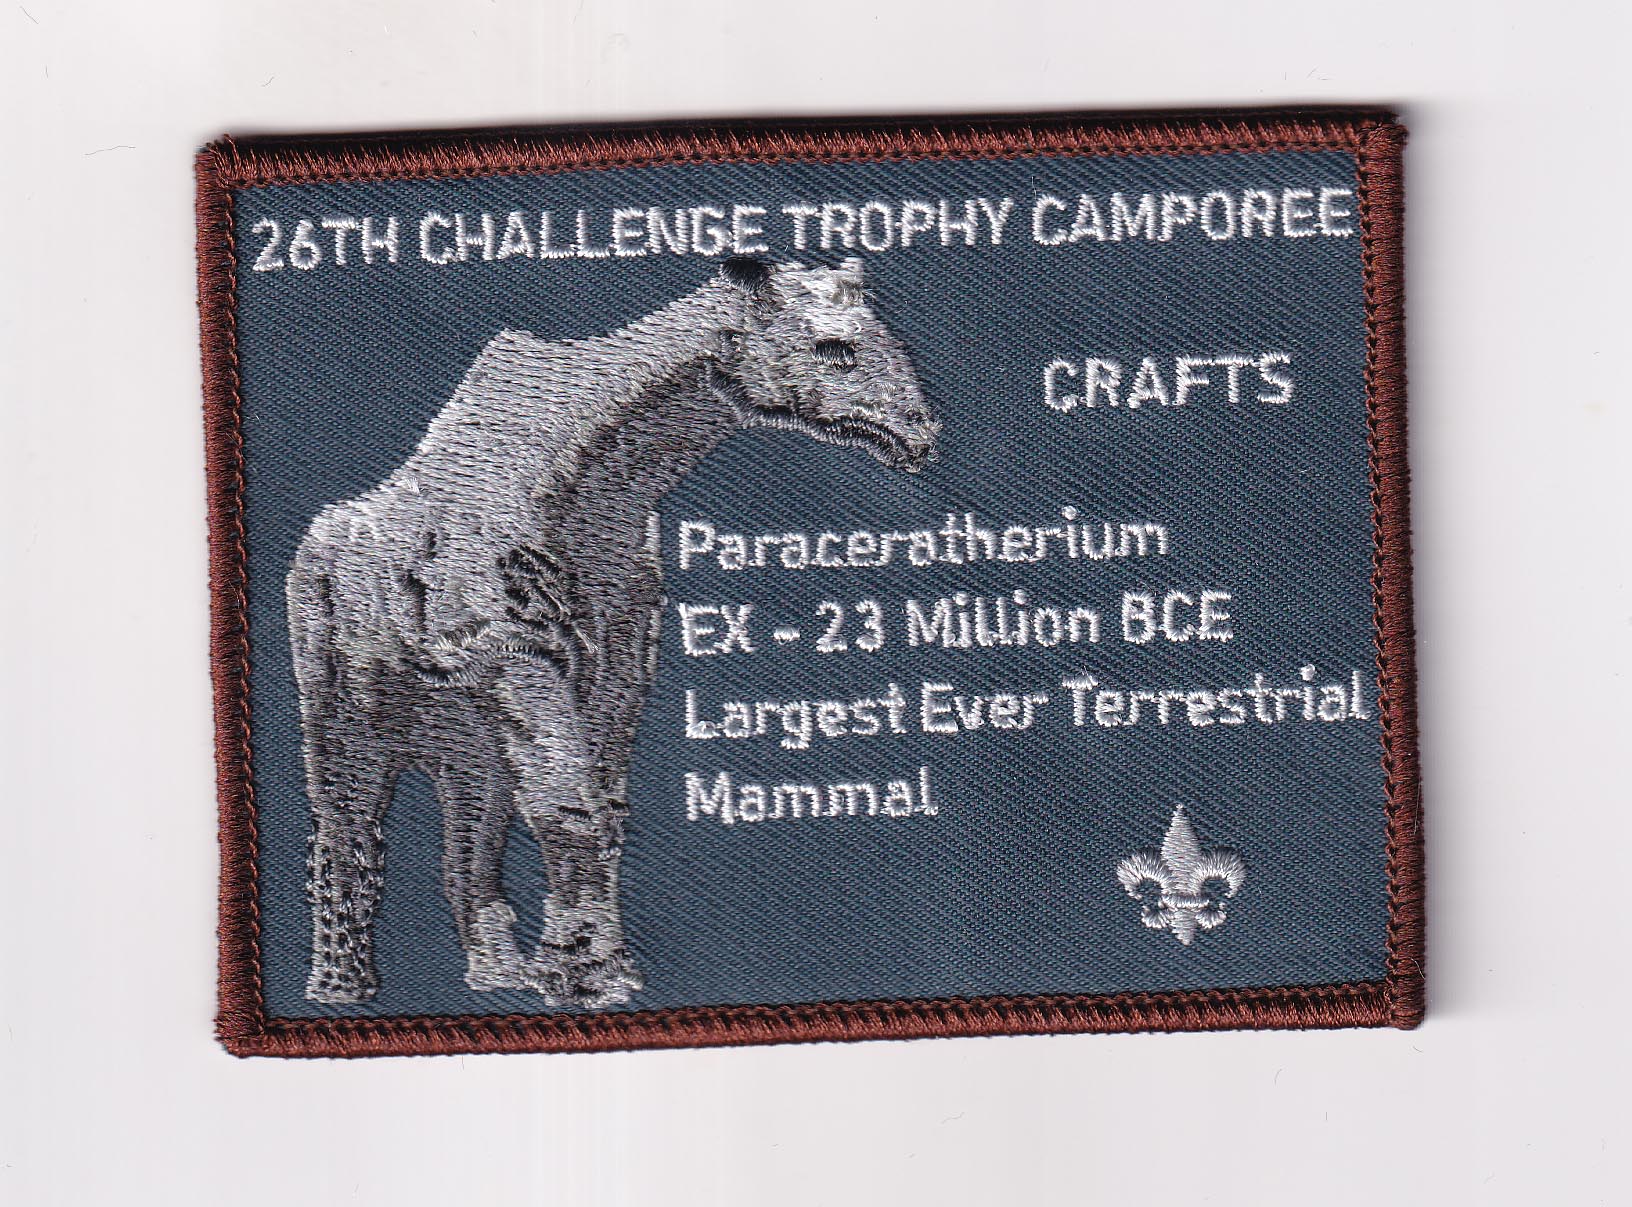 26TH CHALLENGE TROPHY CAMPOREE
CRAFTS
Paraceratherium
EX - 23 Million BCE
Largest Ever Terrestrial
Mammal